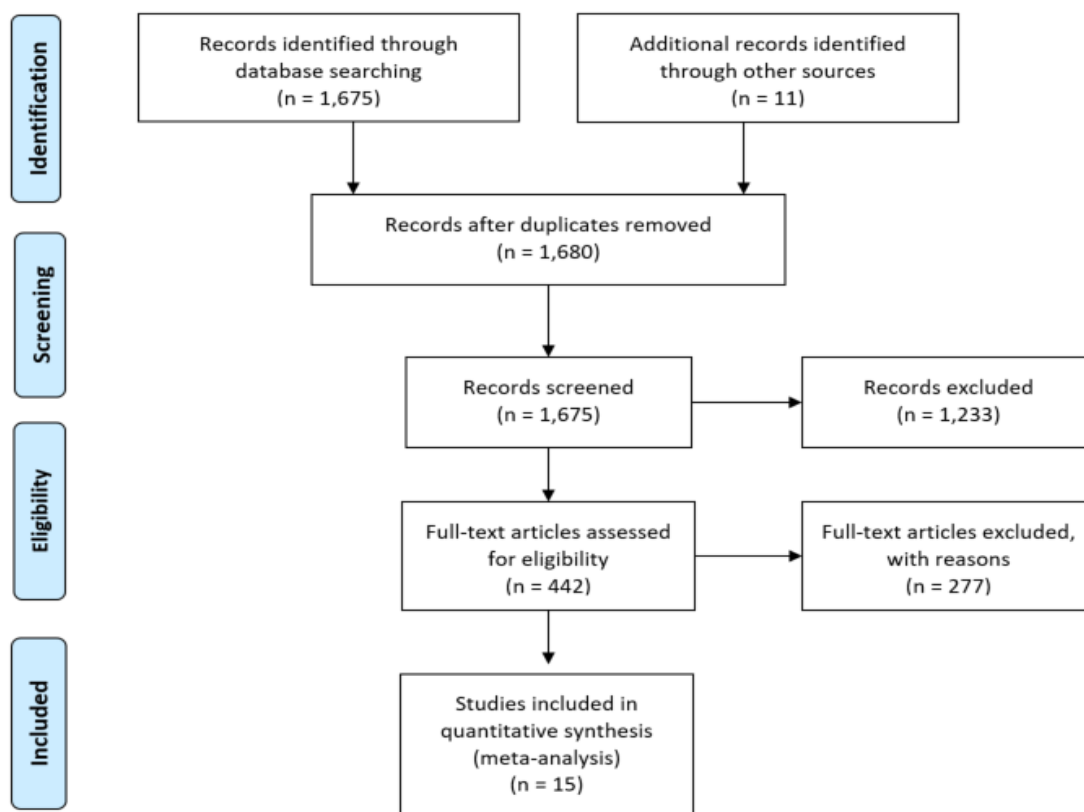 Identification
Records identified through
database searching
(n = 1,675)
Additional records identified
through other sources
(n = 11)
Records after duplicates removed
(n = 1,680)
Screening
Records screened
(n = 1,675)
Records excluded
(n = 1,233)
Eligibility
Full-text articles assessed
for eligibility
(n = 442)
Full-text articles excluded,
with reasons
(n = 277)
Included
Studies included in
quantitative synthesis
(meta-analysis)
(n = 15)